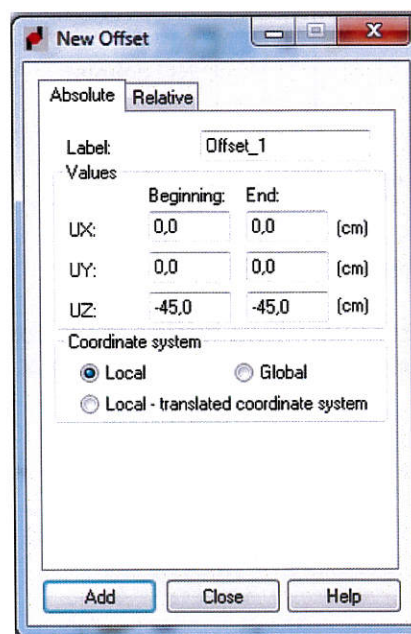 New Offset
Absolute Relative
Label: Offset_1
Values
Beginning: End:
UX: 0,0 0,0 (cm)
UY: 0,0 0,0 (cm)
UZ: -45,0 -45,0 (cm)
Coordinate system
Local Global
Local - translated coordinate system
Add Close Help